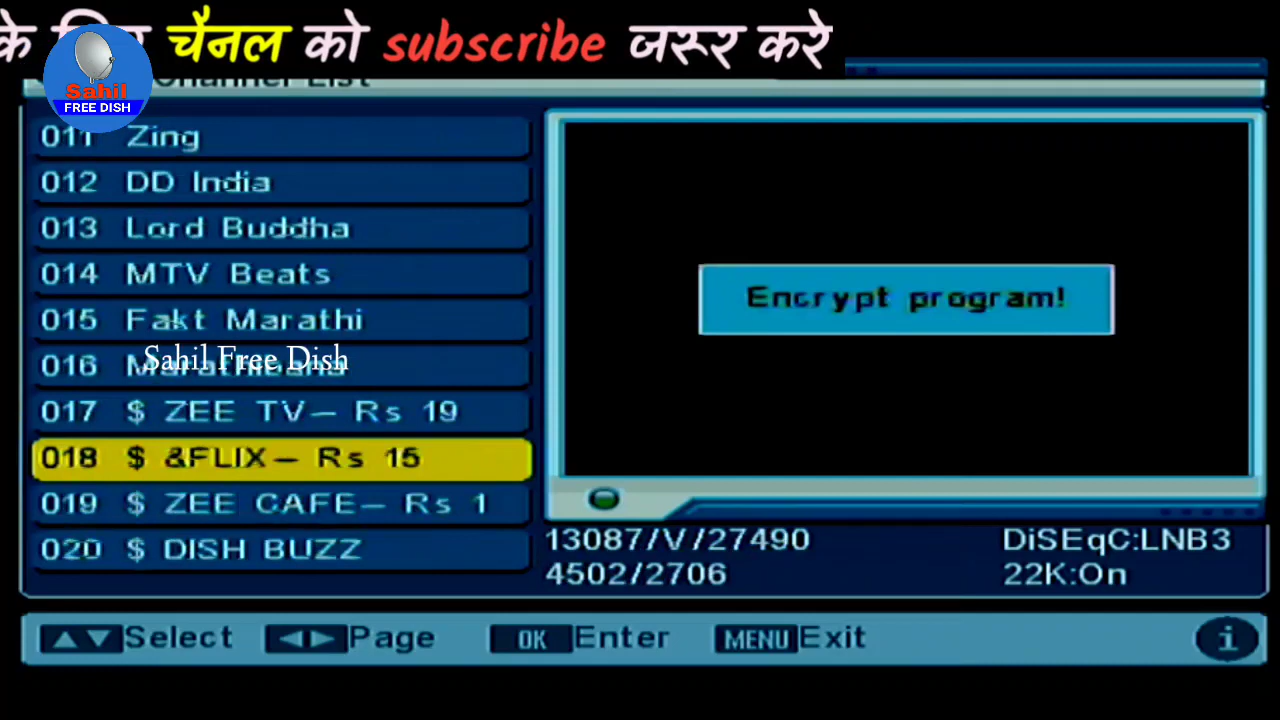 के लिए चैनल को subscribe जरूर करे
Sahil
FREE DISH
Channel List
011 Zing
012 DD India
013 Lord Buddha
014 MTV Beats
015 Fakt Marathi
Sahil Free Dish
016
017 $ ZEE TV– Rs 19
018 $ &FLIX– Rs 15
019 $ ZEE CAFE– Rs 1
020 $ DISH BUZZ
Encrypt program!
13087/V/27490 DiSEqC:LNB3
4502/2706 22K:On
Select Page OK Enter MENU Exit i